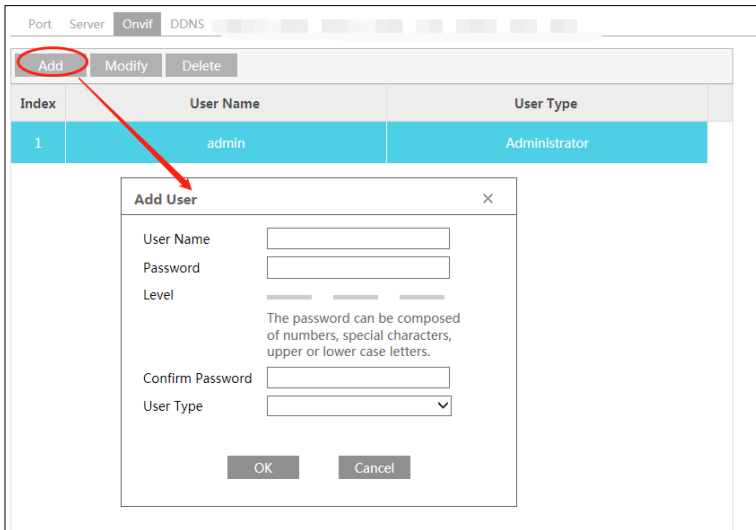 Port Server Onvif DDNS
Add Modify Delete
Index User Name User Type
1 admin Administrator
Add User ×
User Name
Password
Level
The password can be composed
of numbers, special characters,
upper or lower case letters.
Confirm Password
User Type
OK Cancel